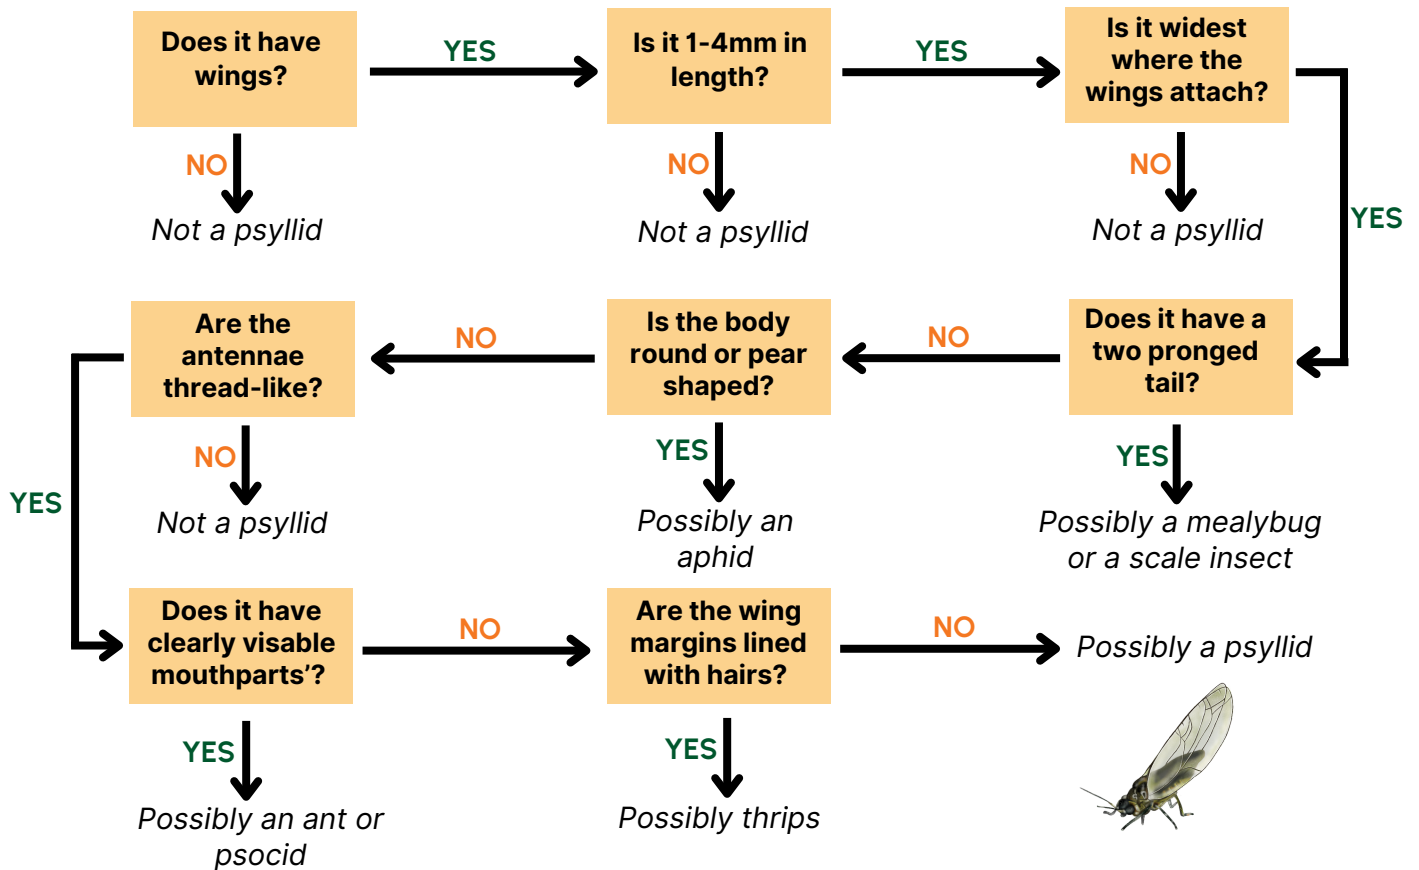 Does it have
wings?
YES
Is it 1-4mm in
length?
YES
Is it widest
where the
wings attach?
NO
Not a psyllid
NO
Not a psyllid
NO
Not a psyllid
YES
Does it have a
two pronged
tail?
NO
Is the body
round or pear
shaped?
NO
Are the
antennae
thread-like?
YES
Possibly a mealybug
or a scale insect
YES
Possibly an
aphid
NO
Not a psyllid
YES
Does it have
clearly visable
mouthparts’?
NO
Are the wing
margins lined
with hairs?
NO
Possibly a psyllid
YES
Possibly an ant or
psocid
YES
Possibly thrips